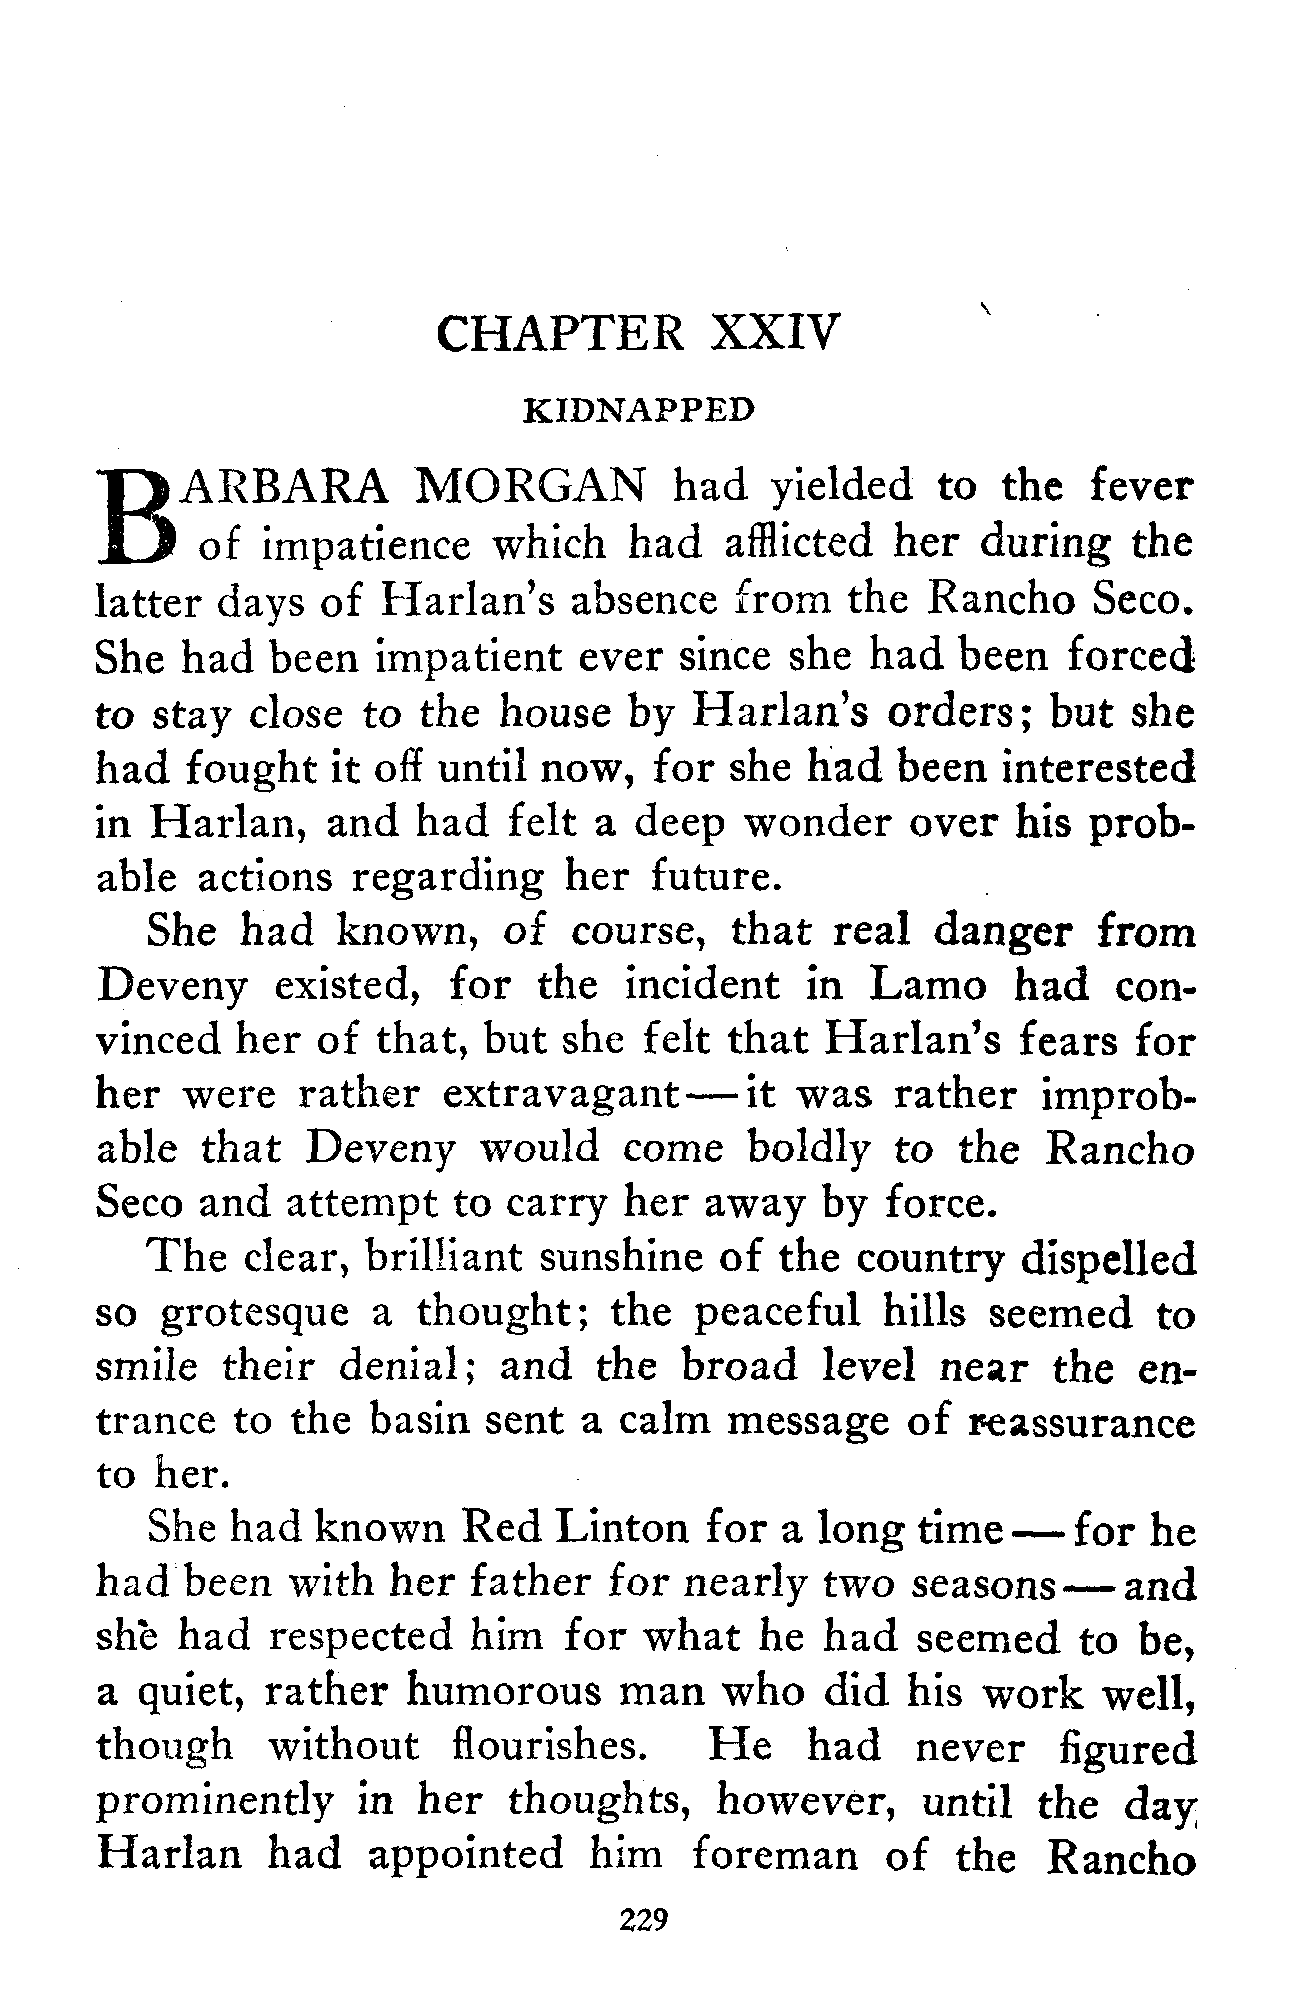 CHAPTER XXIV
KIDNAPPED
BARBARA MORGAN had yielded to the fever
of impatience which had afflicted her during the
latter days of Harlan's absence from the Rancho Seco.
She had been impatient ever since she had been forced
to stay close to the house by Harlan's orders; but she
had fought it off until now, for she had been interested
in Harlan, and had felt a deep wonder over his prob-
able actions regarding her future.
She had known, of course, that real danger from
Deveny existed, for the incident in Lamo had con-
vinced her of that, but she felt that Harlan's fears for
her were rather extravagant—it was rather improb-
able that Deveny would come boldly to the Rancho
Seco and attempt to carry her away by force.
The clear, brilliant sunshine of the country dispelled
so grotesque a thought; the peaceful hills seemed to
smile their denial; and the broad level near the en-
trance to the basin sent a calm message of reassurance
to her.
She had known Red Linton for a long time—for he
had been with her father for nearly two seasons—and
she had respected him for what he had seemed to be,
a quiet, rather humorous man who did his work well,
though without flourishes. He had never figured
prominently in her thoughts, however, until the day
Harlan had appointed him foreman of the Rancho
229